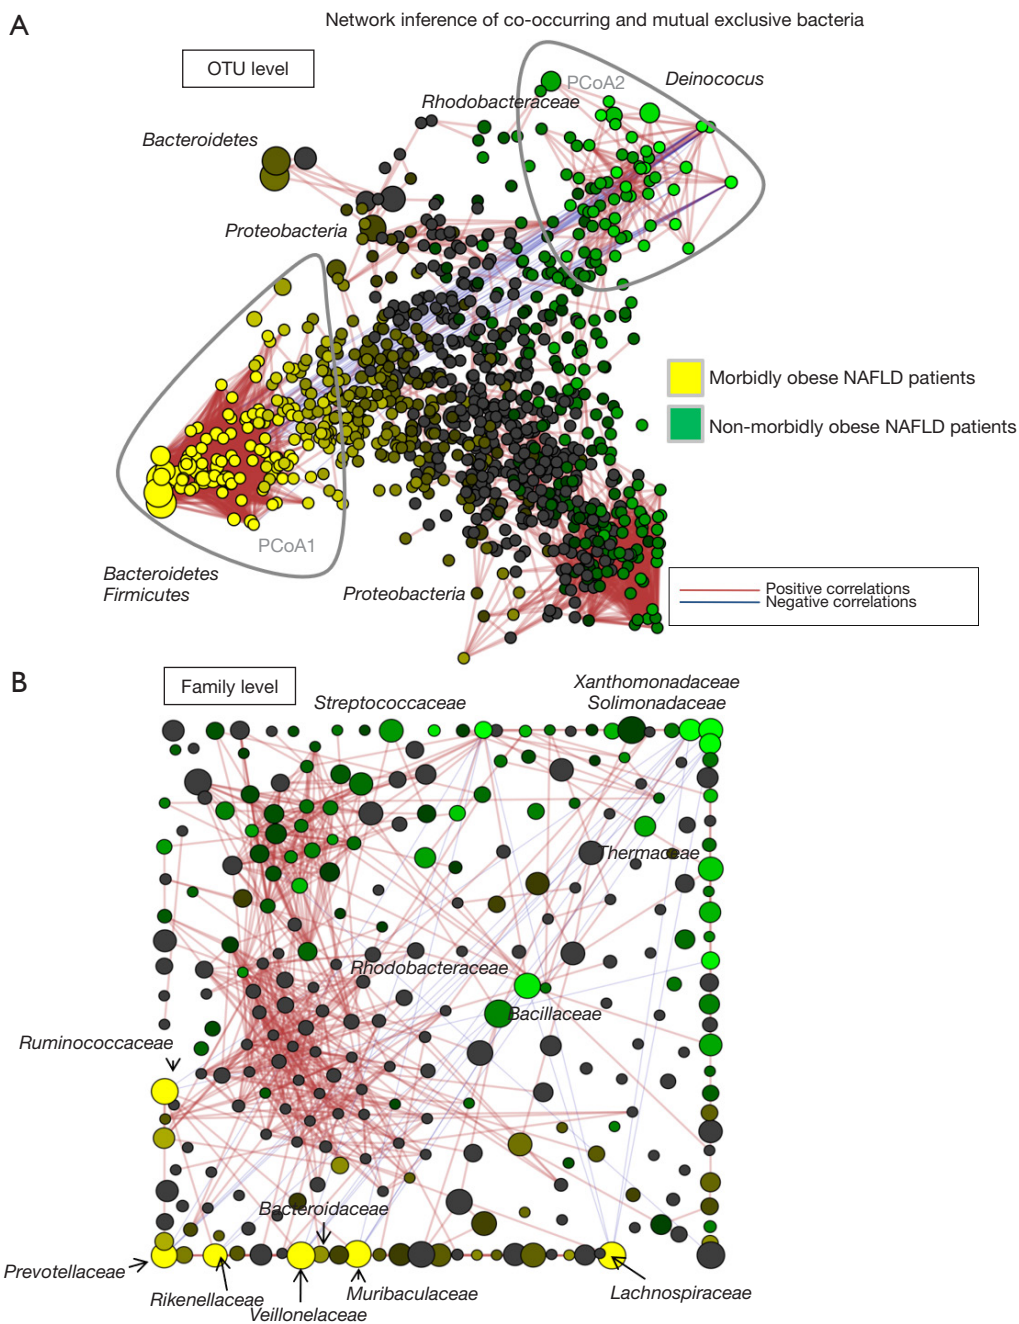 A
Network inference of co-occurring and mutual exclusive bacteria
OTU level
PCoA2
Deinococus
Rhodobacteraceae
Bacteroidetes
Proteobacteria
Morbidly obese NAFLD patients
Non-morbidly obese NAFLD patients
PCoA1
Bacteroidetes
Firmicutes
Proteobacteria
Positive correlations
Negative correlations
B
Family level
Streptococcaceae
Xanthomonadaceae
Solimonadaceae
Thermaceae
Rhodobacteraceae
Bacillaceae
Ruminococcaceae
Bacteroidaceae
Prevotellaceae
Rikenellaceae
Veillonelaceae
Muribaculaceae
Lachnospiraceae